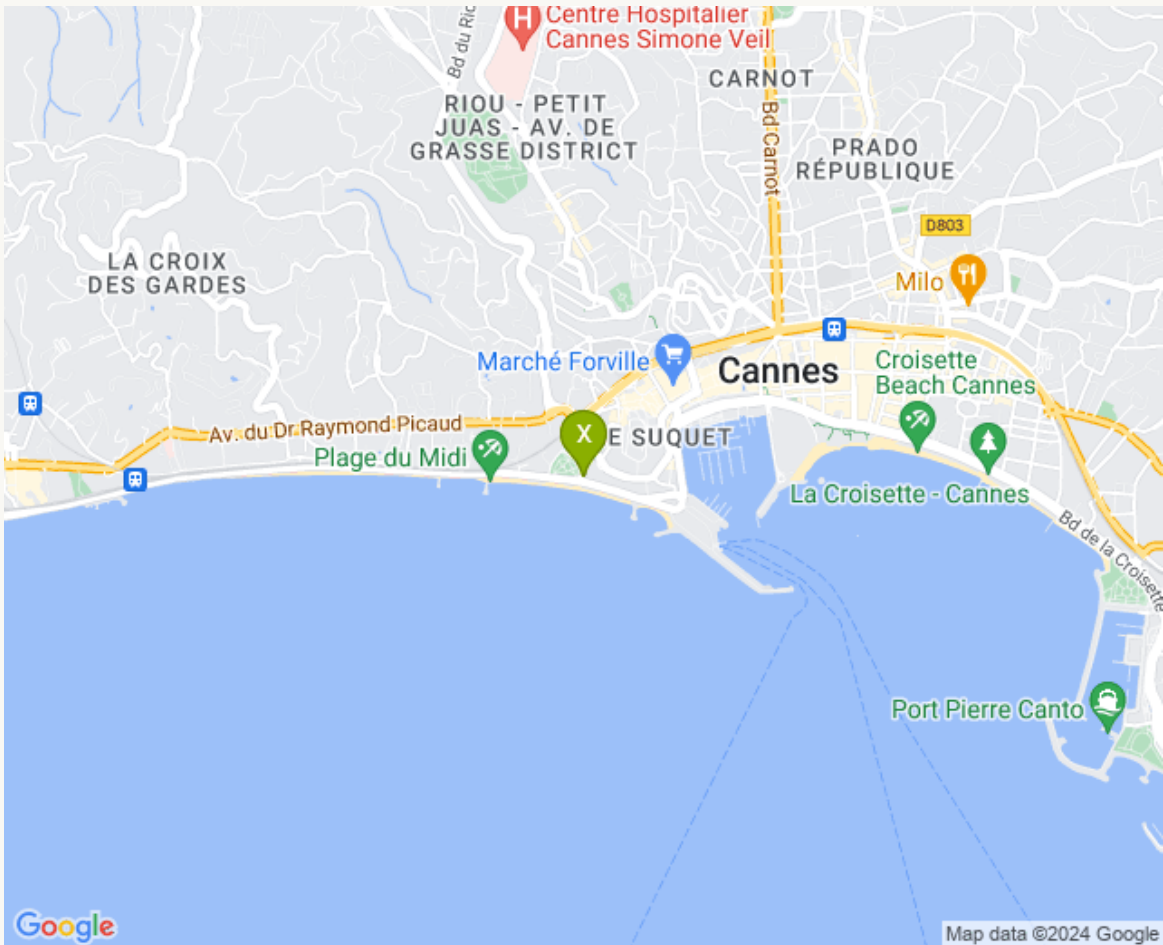 Centre Hospitalier
Cannes Simone Veil
Bd du Rio
CARNOT
RIOU - PETIT
JUAS - AV. DE
GRASSE DISTRICT
Bd Carnot
PRADO
RÉPUBLIQUE
D803
LA CROIX
DES GARDES
Milo
Marché Forville
Cannes
Croisette
Beach Cannes
Av. du Dr Raymond Picaud
X
E SUQUET
Plage du Midi
La Croisette - Cannes
Bd de la Croisette
Port Pierre Canto
Google
Map data ©2024 Google